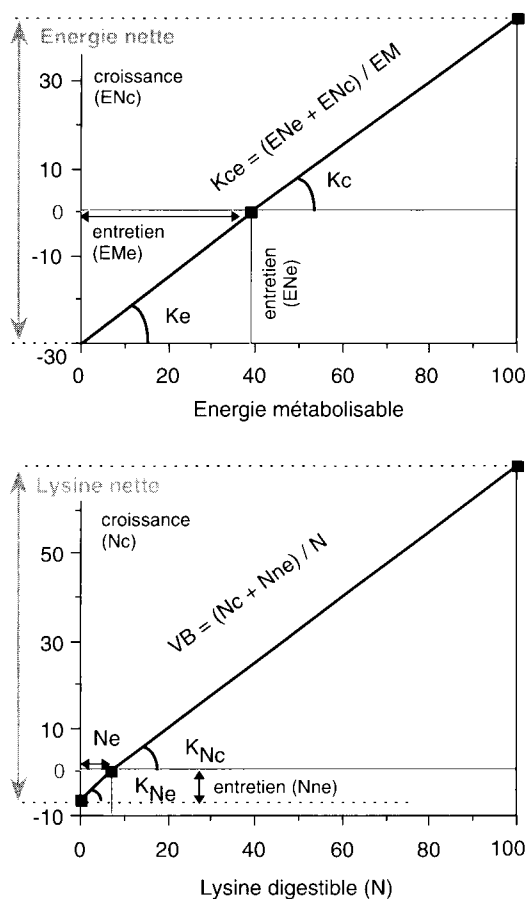 Energie nette
croissance
(ENc)
30
Kce = (ENe + ENc) / EM
10
Kc
0
entretien
(EMe)
-10
entretien
(ENe)
Ke
-30
0 20 40 60 80 100
Energie métabolisable
Lysine nette
croissance
(Nc)
50
VB = (Nc + Nne) / N
30
10
Ne
KNc
0
KNe
entretien (Nne)
-10
0 20 40 60 80 100
Lysine digestible (N)